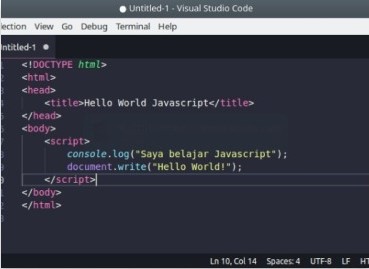 Untitled-1 - Visual Studio Code
lection View Go Debug Terminal Help
ntitled-1
<!DOCTYPE html>
<html>
<head>
<title>Hello World Javascript</title>
</head>
<body>
<script>
console.log("Saya belajar Javascript");
document.write("Hello World!");
</script>
</body>
</html>
Ln 10, Col 14 Spaces: 4 UTF-8 LF HT